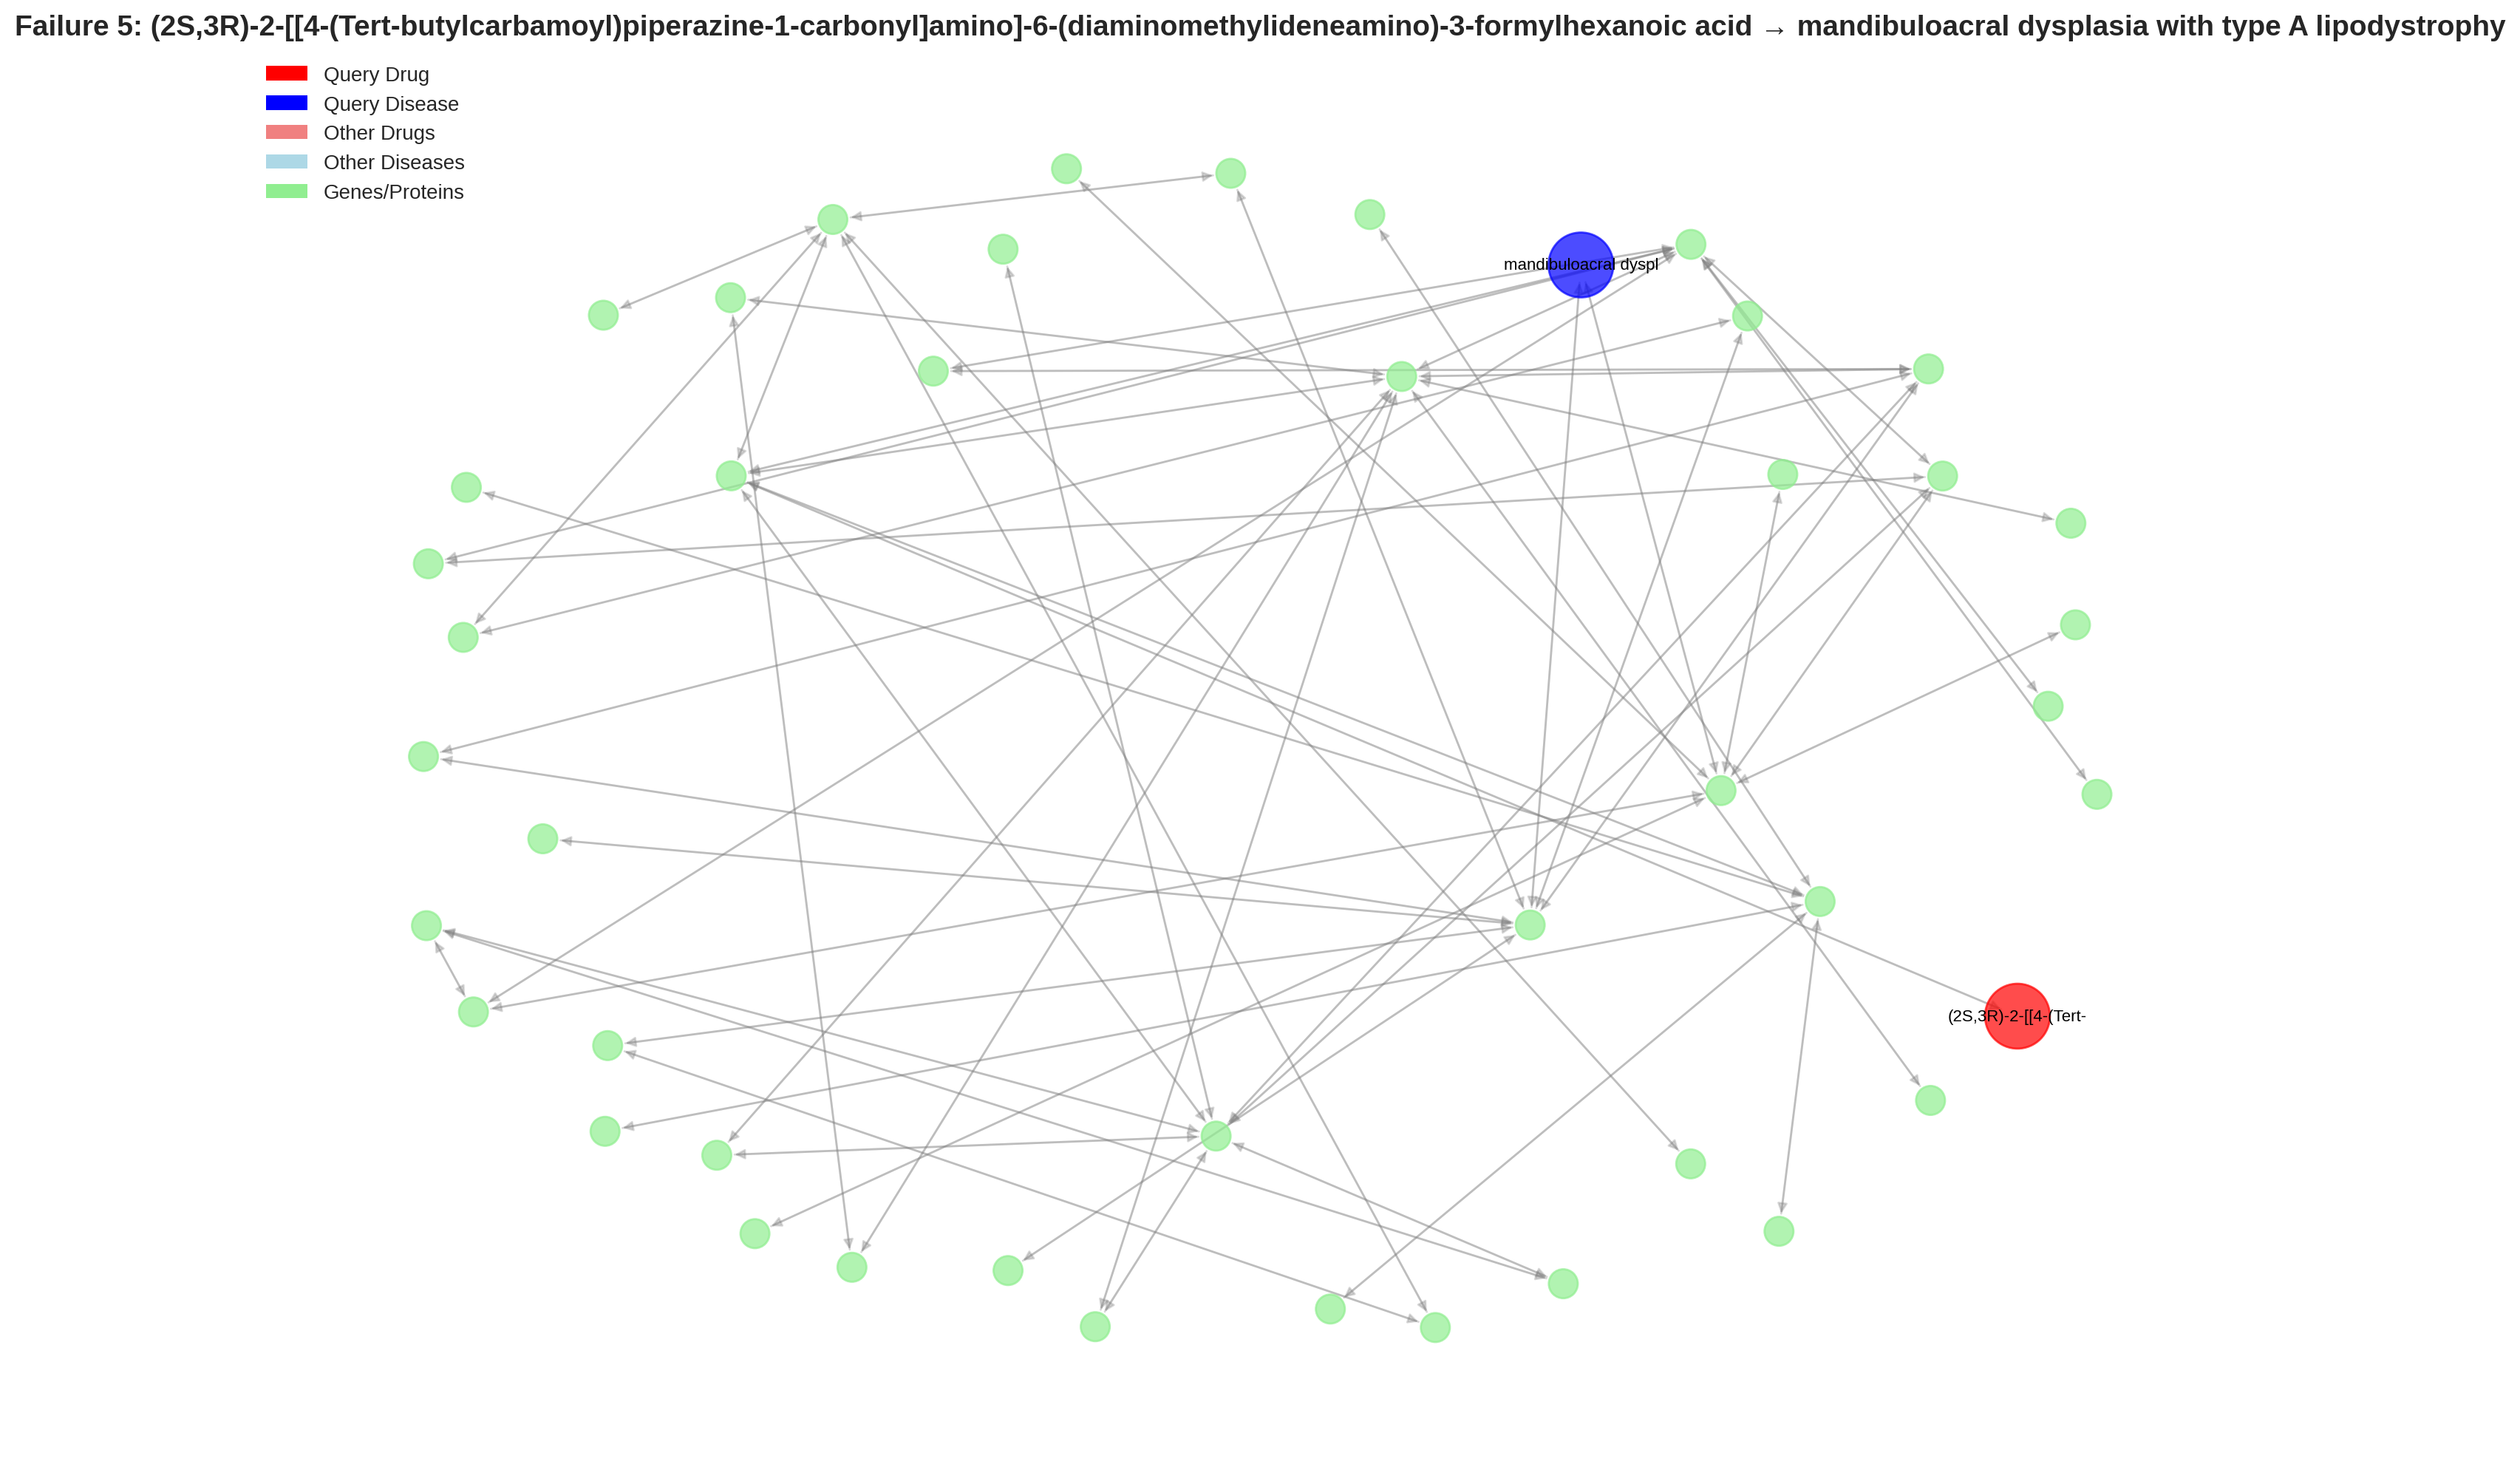 Failure 5: (2S,3R)-2-[[4-(Tert-butylcarbamoyl)piperazine-1-carbonyl]amino]-6-(diaminomethylideneamino)-3-formylhexanoic acid → mandibuloacral dysplasia with type A lipodystrophy
Query Drug
Query Disease
Other Drugs
Other Diseases
Genes/Proteins
mandibuloacral dyspl
(2S,3R)-2-[[4-(Tert-